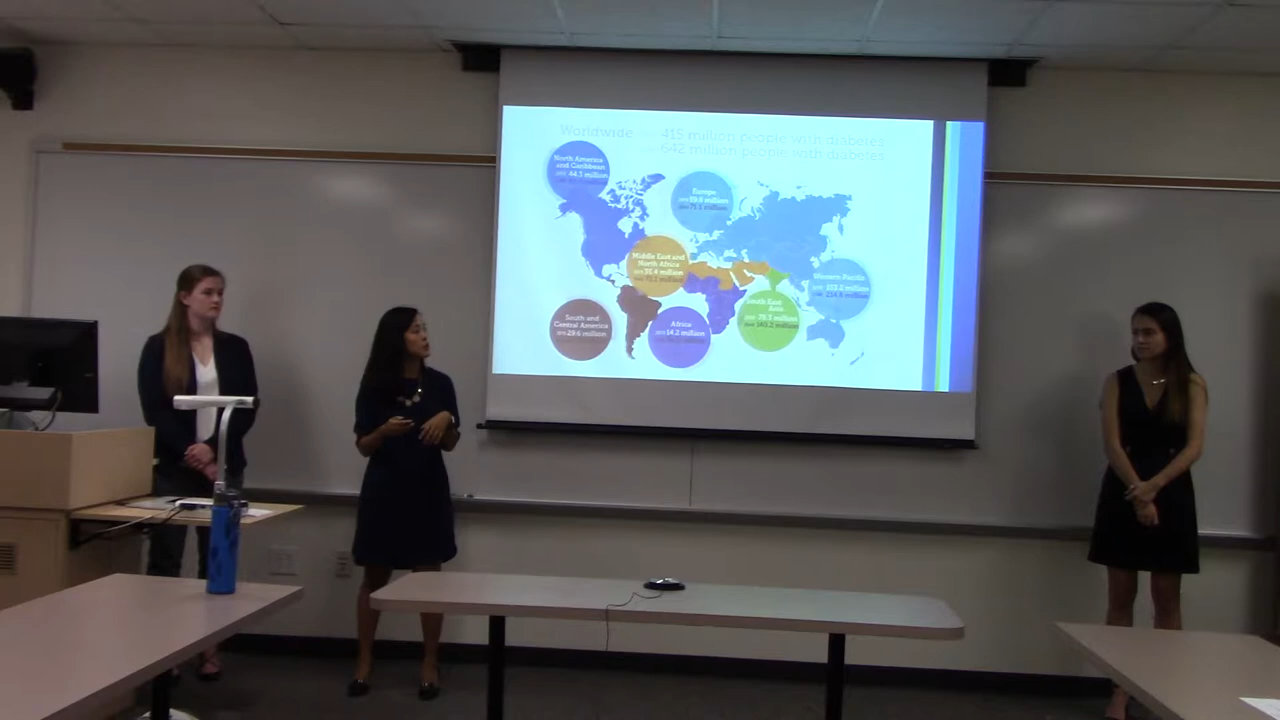 Worldwide 415 million people with diabetes
642 million people with diabetes
North America
and Caribbean
44.3 million
Europe
59.8 million
71.1 million
Middle East and
North Africa
35.4 million
Western Pacific
153.2 million
214.8 million
South East
Asia
78.3 million
140.2 million
South and
Central America
29.6 million
Africa
14.2 million